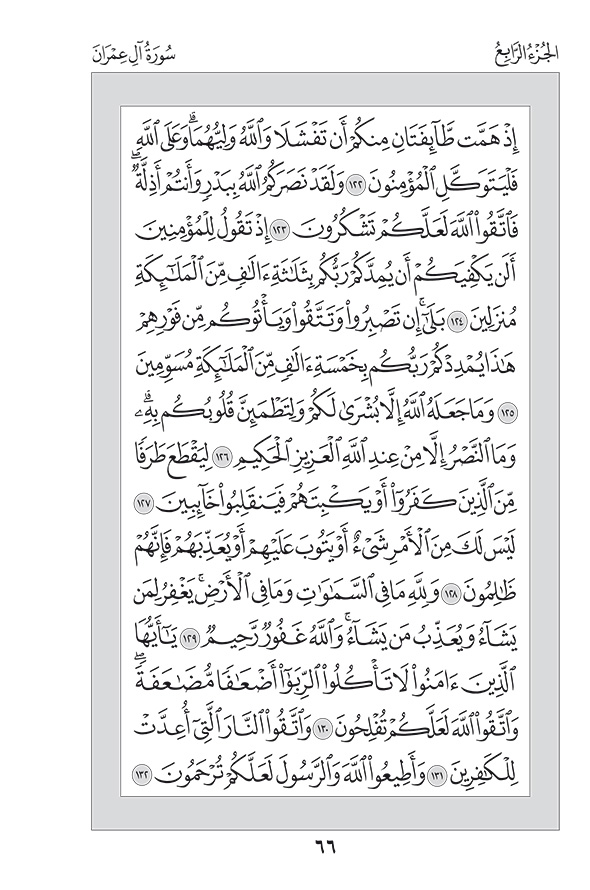 الجُزْءُ الرَّابِعُ
سُورَةُ آلِ عِمْرَانَ
إِذْ هَمَّت طَّآئِفَتَانِ مِنكُمْ أَن تَفْشَلَا وَٱللَّهُ وَلِيُّهُمَاۗ وَعَلَى ٱللَّهِ
فَلْيَتَوَكَّلِ ٱلْمُؤْمِنُونَ ١٢٢ وَلَقَدْ نَصَرَكُمُ ٱللَّهُ بِبَدْرٍ وَأَنتُمْ أَذِلَّةٌۖ
فَٱتَّقُوا۟ ٱللَّهَ لَعَلَّكُمْ تَشْكُرُونَ ١٢٣ إِذْ تَقُولُ لِلْمُؤْمِنِينَ
أَلَن يَكْفِيَكُمْ أَن يُمِدَّكُمْ رَبُّكُم بِثَلَٰثَةِ ءَالَٰفٍ مِّنَ ٱلْمَلَٰٓئِكَةِ
مُنزَلِينَ ١٢٤ بَلَىٰٓۚ إِن تَصْبِرُوا۟ وَتَتَّقُوا۟ وَيَأْتُوكُم مِّن فَوْرِهِمْ
هَٰذَا يُمْدِدْكُمْ رَبُّكُم بِخَمْسَةِ ءَالَٰفٍ مِّنَ ٱلْمَلَٰٓئِكَةِ مُسَوِّمِينَ
١٢٥ وَمَا جَعَلَهُ ٱللَّهُ إِلَّا بُشْرَىٰ لَكُمْ وَلِتَطْمَئِنَّ قُلُوبُكُم بِهِۦۗ
وَمَا ٱلنَّصْرُ إِلَّا مِنْ عِندِ ٱللَّهِ ٱلْعَزِيزِ ٱلْحَكِيمِ ١٢٦ لِيَقْطَعَ طَرَفًا
مِّنَ ٱلَّذِينَ كَفَرُوٓا۟ أَوْ يَكْبِتَهُمْ فَيَنقَلِبُوا۟ خَآئِبِينَ ١٢٧
لَيْسَ لَكَ مِنَ ٱلْأَمْرِ شَىْءٌ أَوْ يَتُوبَ عَلَيْهِمْ أَوْ يُعَذِّبَهُمْ فَإِنَّهُمْ
ظَٰلِمُونَ ١٢٨ وَلِلَّهِ مَا فِى ٱلسَّمَٰوَٰتِ وَمَا فِى ٱلْأَرْضِۚ يَغْفِرُ لِمَن
يَشَآءُ وَيُعَذِّبُ مَن يَشَآءُۚ وَٱللَّهُ غَفُورٌ رَّحِيمٌ ١٢٩ يَٰٓأَيُّهَا
ٱلَّذِينَ ءَامَنُوا۟ لَا تَأْكُلُوا۟ ٱلرِّبَوٰٓا۟ أَضْعَٰفًا مُّضَٰعَفَةًۖ
وَٱتَّقُوا۟ ٱللَّهَ لَعَلَّكُمْ تُفْلِحُونَ ١٣٠ وَٱتَّقُوا۟ ٱلنَّارَ ٱلَّتِىٓ أُعِدَّتْ
لِلْكَٰفِرِينَ ١٣١ وَأَطِيعُوا۟ ٱللَّهَ وَٱلرَّسُولَ لَعَلَّكُمْ تُرْحَمُونَ ١٣٢
٦٦